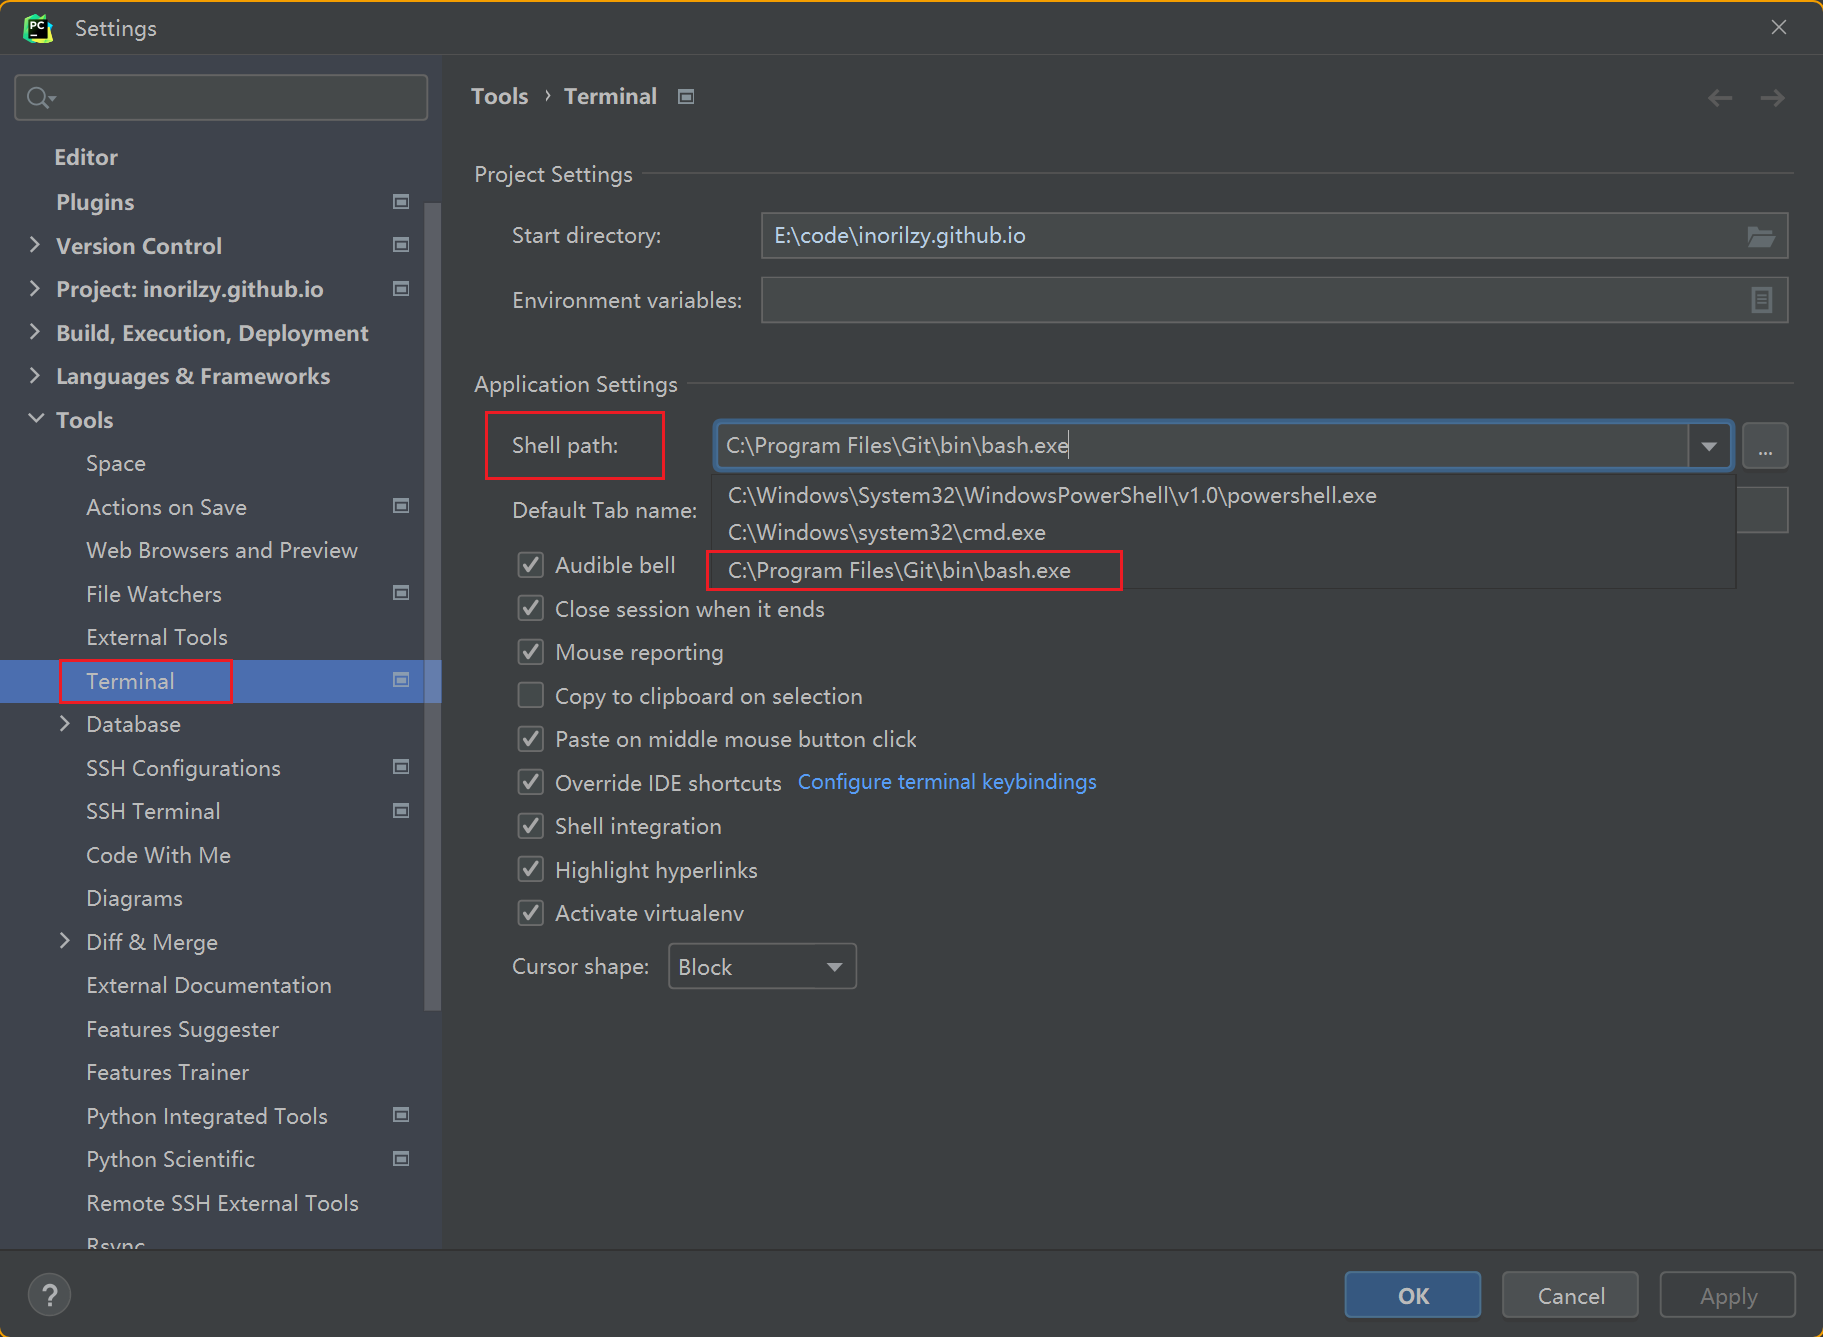 PC
Settings
Editor
Plugins
Version Control
Project: inorilzy.github.io
Build, Execution, Deployment
Languages & Frameworks
Tools
Space
Actions on Save
Web Browsers and Preview
File Watchers
External Tools
Terminal
Database
SSH Configurations
SSH Terminal
Code With Me
Diagrams
Diff & Merge
External Documentation
Features Suggester
Features Trainer
Python Integrated Tools
Python Scientific
Remote SSH External Tools
Rsync
Tools › Terminal
Project Settings
Start directory: E:\code\inorilzy.github.io
Environment variables:
Application Settings
Shell path: C:\Program Files\Git\bin\bash.exe ...
C:\Windows\System32\WindowsPowerShell\v1.0\powershell.exe
Default Tab name:
C:\Windows\system32\cmd.exe
C:\Program Files\Git\bin\bash.exe
Audible bell
Close session when it ends
Mouse reporting
Copy to clipboard on selection
Paste on middle mouse button click
Override IDE shortcuts Configure terminal keybindings
Shell integration
Highlight hyperlinks
Activate virtualenv
Cursor shape: Block
? OK Cancel Apply